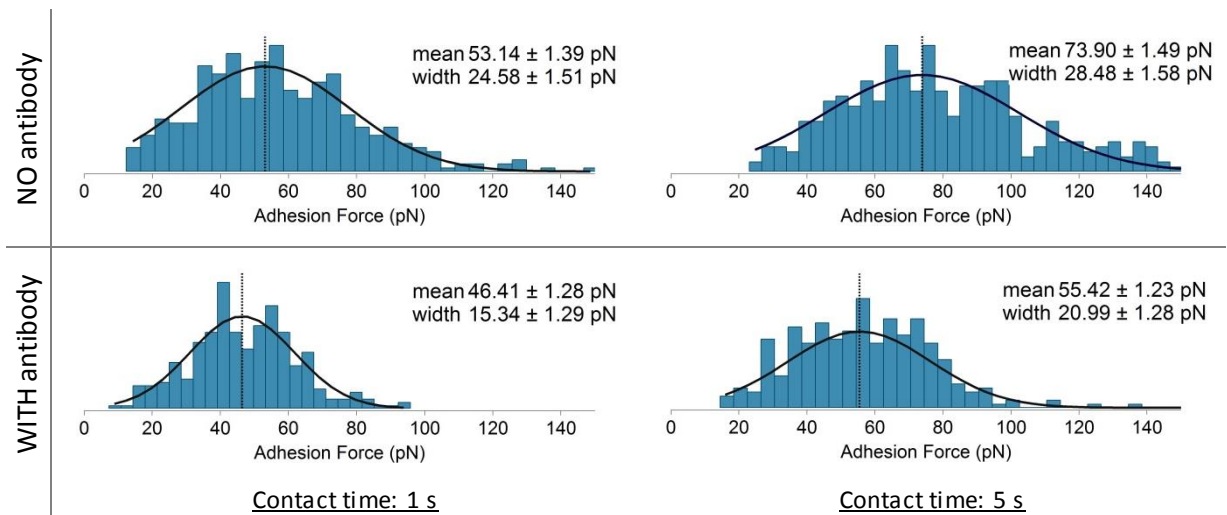 NO antibody
mean 53.14 ± 1.39 pN
width 24.58 ± 1.51 pN
0 20 40 60 80 100 120 140
Adhesion Force (pN)
mean 73.90 ± 1.49 pN
width 28.48 ± 1.58 pN
0 20 40 60 80 100 120 140
Adhesion Force (pN)
WITH antibody
mean 46.41 ± 1.28 pN
width 15.34 ± 1.29 pN
0 20 40 60 80 100 120 140
Adhesion Force (pN)
mean 55.42 ± 1.23 pN
width 20.99 ± 1.28 pN
0 20 40 60 80 100 120 140
Adhesion Force (pN)
Contact time: 1 s
Contact time: 5 s